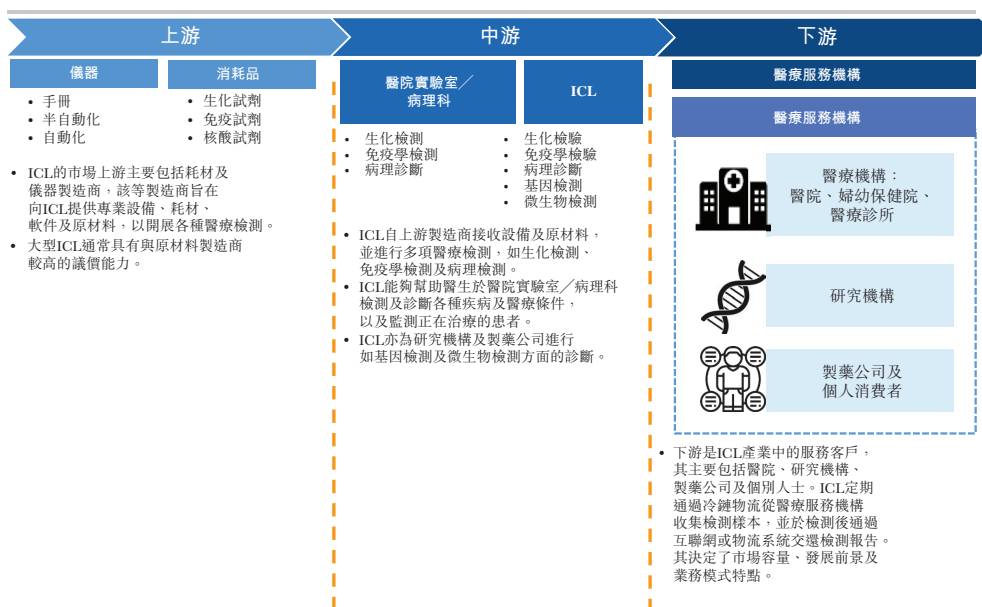 上游
中游
下游
儀器
消耗品
• 手冊
• 半自動化
• 自動化
• 生化試劑
• 免疫試劑
• 核酸試劑
• ICL的市場上游主要包括耗材及
儀器製造商，該等製造商旨在
向ICL提供專業設備、耗材、
軟件及原材料，以開展各種醫療檢測。
• 大型ICL通常具有與原材料製造商
較高的議價能力。
醫院實驗室／
病理科
ICL
• 生化檢測
• 免疫學檢測
• 病理診斷
• 生化檢驗
• 免疫學檢驗
• 病理診斷
• 基因檢測
• 微生物檢測
• ICL自上游製造商接收設備及原材料，
並進行多項醫療檢測，如生化檢測、
免疫學檢測及病理檢測。
• ICL能夠幫助醫生於醫院實驗室／病理科
檢測及診斷各種疾病及醫療條件，
以及監測正在治療的患者。
• ICL亦為研究機構及製藥公司進行
如基因檢測及微生物檢測方面的診斷。
醫療服務機構
醫療服務機構
醫療機構：
醫院、婦幼保健院、
醫療診所
研究機構
製藥公司及
個人消費者
• 下游是ICL產業中的服務客戶，
其主要包括醫院、研究機構、
製藥公司及個別人士。ICL定期
通過冷鏈物流從醫療服務機構
收集檢測樣本，並於檢測後通過
互聯網或物流系統交還檢測報告。
其決定了市場容量、發展前景及
業務模式特點。